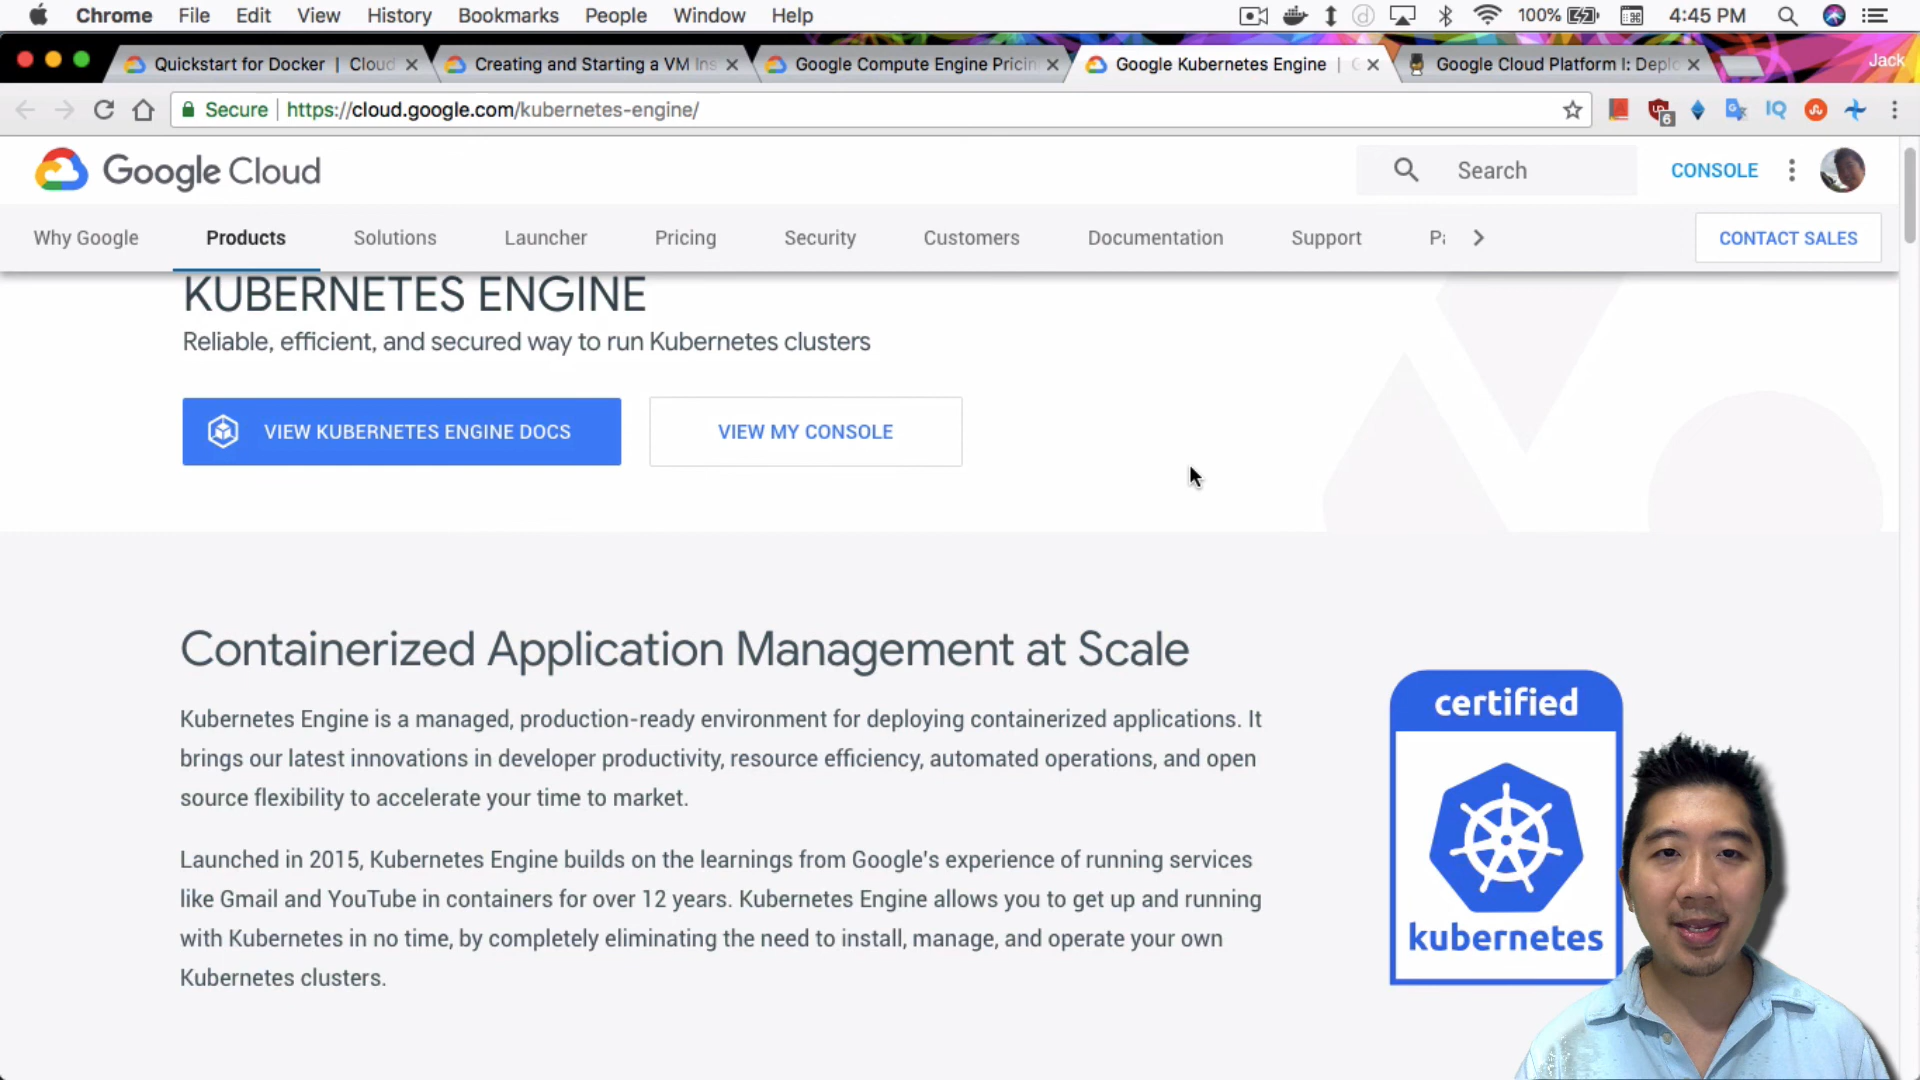 Chrome File Edit View History Bookmarks People Window Help 100% 4:45 PM
Quickstart for Docker | Cloud
Creating and Starting a VM Ins
Google Compute Engine Pricin
Google Kubernetes Engine | G
Google Cloud Platform I: Deplo
Jack
Secure https://cloud.google.com/kubernetes-engine/
6
IQ
Google Cloud
Search
CONSOLE
Why Google Products Solutions Launcher Pricing Security Customers Documentation Support Pa
CONTACT SALES
KUBERNETES ENGINE
Reliable, efficient, and secured way to run Kubernetes clusters
VIEW KUBERNETES ENGINE DOCS
VIEW MY CONSOLE
Containerized Application Management at Scale
Kubernetes Engine is a managed, production-ready environment for deploying containerized applications. It
brings our latest innovations in developer productivity, resource efficiency, automated operations, and open
source flexibility to accelerate your time to market.
Launched in 2015, Kubernetes Engine builds on the learnings from Google's experience of running services
like Gmail and YouTube in containers for over 12 years. Kubernetes Engine allows you to get up and running
with Kubernetes in no time, by completely eliminating the need to install, manage, and operate your own
Kubernetes clusters.
certified
kubernetes